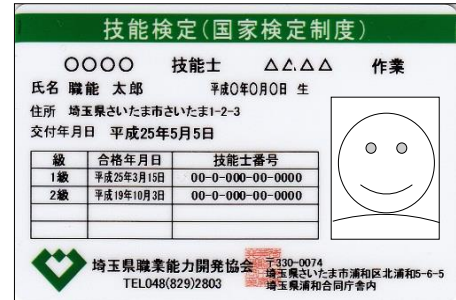 技能検定(国家検定制度)
○○○○ 技能士 △△.△△ 作業
氏名 職能 太郎 平成0年0月0日 生
住所 埼玉県さいたま市さいたま1-2-3
交付年月日 平成25年5月5日
級 合格年月日 技能士番号
1級 平成25年3月15日 00-0-000-00-0000
2級 平成19年10月3日 00-0-000-00-0000
埼玉県職業能力開発協会 〒330-0074
TEL048(829)2803 埼玉県さいたま市浦和区北浦和5-6-5
埼玉県浦和合同庁舎内